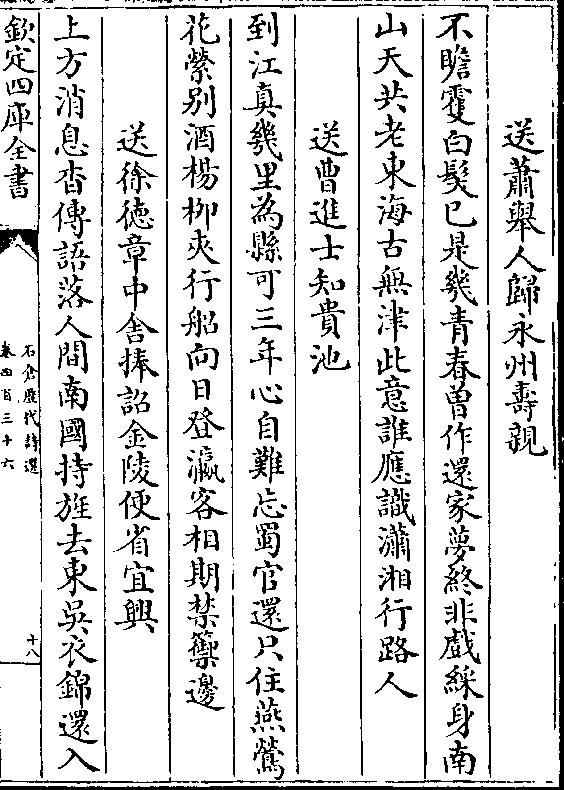 送蕭舉人歸永州壽親
不瞻雙白髮已是幾青春曽作還家夢終非戲綵身南
山天共老東海古無津此意誰應識瀟湘行路人
送曹進士知貴池
到江真幾里為縣可三年心自難忘蜀官還只住燕鶯
花縈别酒楊柳夾行船向日登瀛客相期禁籞邊
送徐徳章中舍捧詔金陵便省宜興
上方消息杳傳語落人間南國持旌去東吳衣錦還入
欽定四庫全書
石倉歴代詩選
卷四百三十六
十八